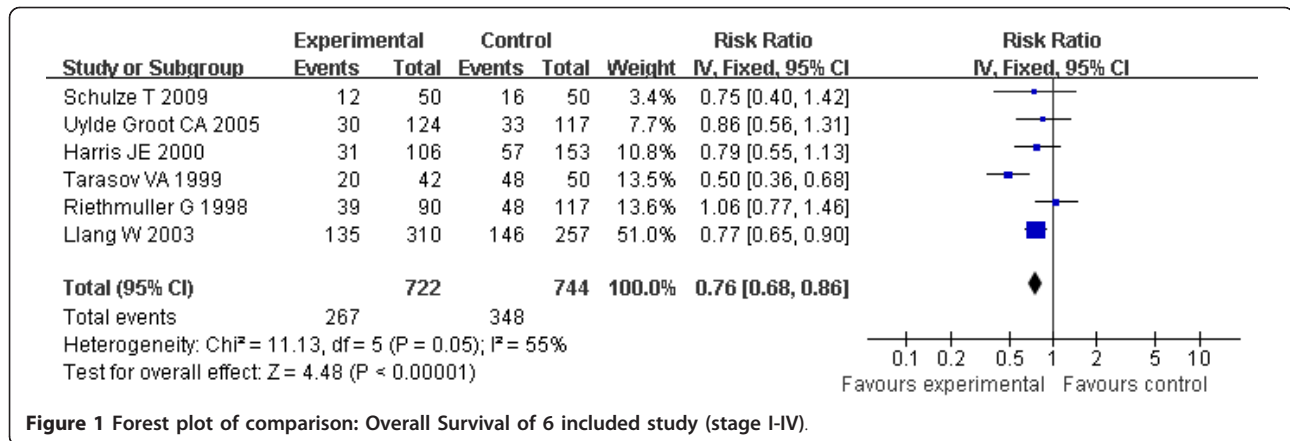 Experimental Control Risk Ratio Risk Ratio
Study or Subgroup Events Total Events Total Weight IV, Fixed, 95% CI IV, Fixed, 95% CI
Schulze T 2009 12 50 16 50 3.4% 0.75 [0.40, 1.42]
Uylde Groot CA 2005 30 124 33 117 7.7% 0.86 [0.56, 1.31]
Harris JE 2000 31 106 57 153 10.8% 0.79 [0.55, 1.13]
Tarasov VA 1999 20 42 48 50 13.5% 0.50 [0.36, 0.68]
Riethmuller G 1998 39 90 48 117 13.6% 1.06 [0.77, 1.46]
LIang W 2003 135 310 146 257 51.0% 0.77 [0.65, 0.90]
Total (95% CI) 722 744 100.0% 0.76 [0.68, 0.86]
Total events 267 348
Heterogeneity: Chi² = 11.13, df = 5 (P = 0.05); I² = 55%
Test for overall effect: Z = 4.48 (P < 0.00001)
0.1 0.2 0.5 1 2 5 10
Favours experimental Favours control
Figure 1 Forest plot of comparison: Overall Survival of 6 included study (stage I-IV).